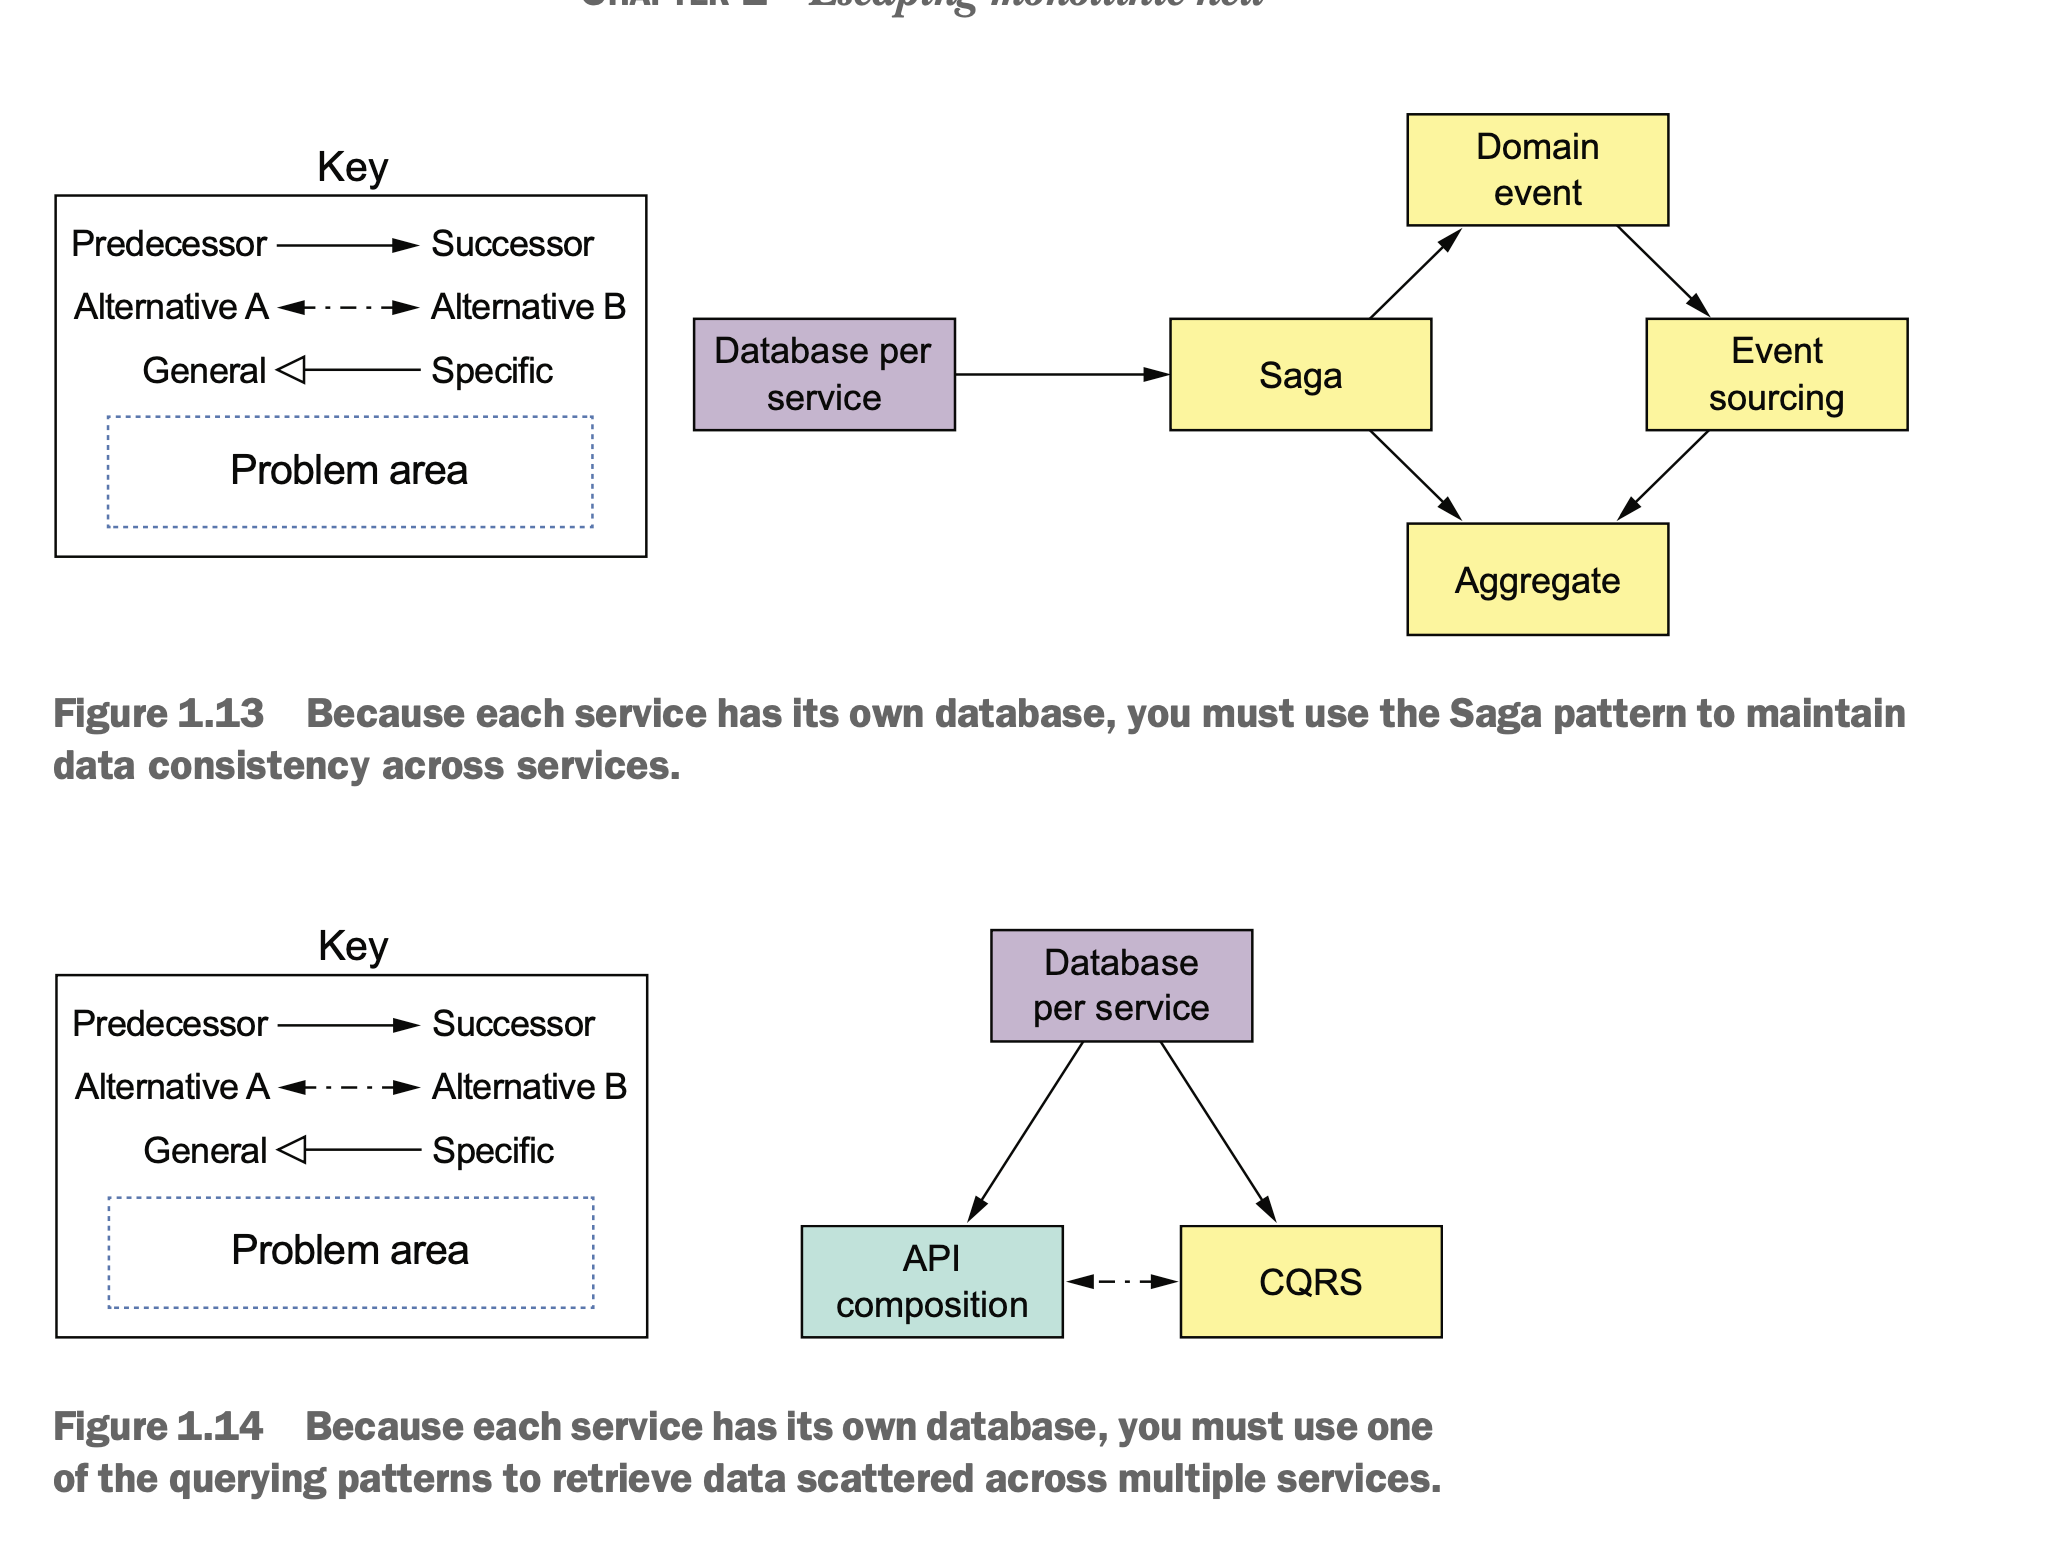 Key
Predecessor Successor
Alternative A Alternative B
General Specific
Problem area
Database per
service
Saga
Domain
event
Event
sourcing
Aggregate
Figure 1.13 Because each service has its own database, you must use the Saga pattern to maintain
data consistency across services.
Key
Predecessor Successor
Alternative A Alternative B
General Specific
Problem area
Database
per service
API
composition
CQRS
Figure 1.14 Because each service has its own database, you must use one
of the querying patterns to retrieve data scattered across multiple services.